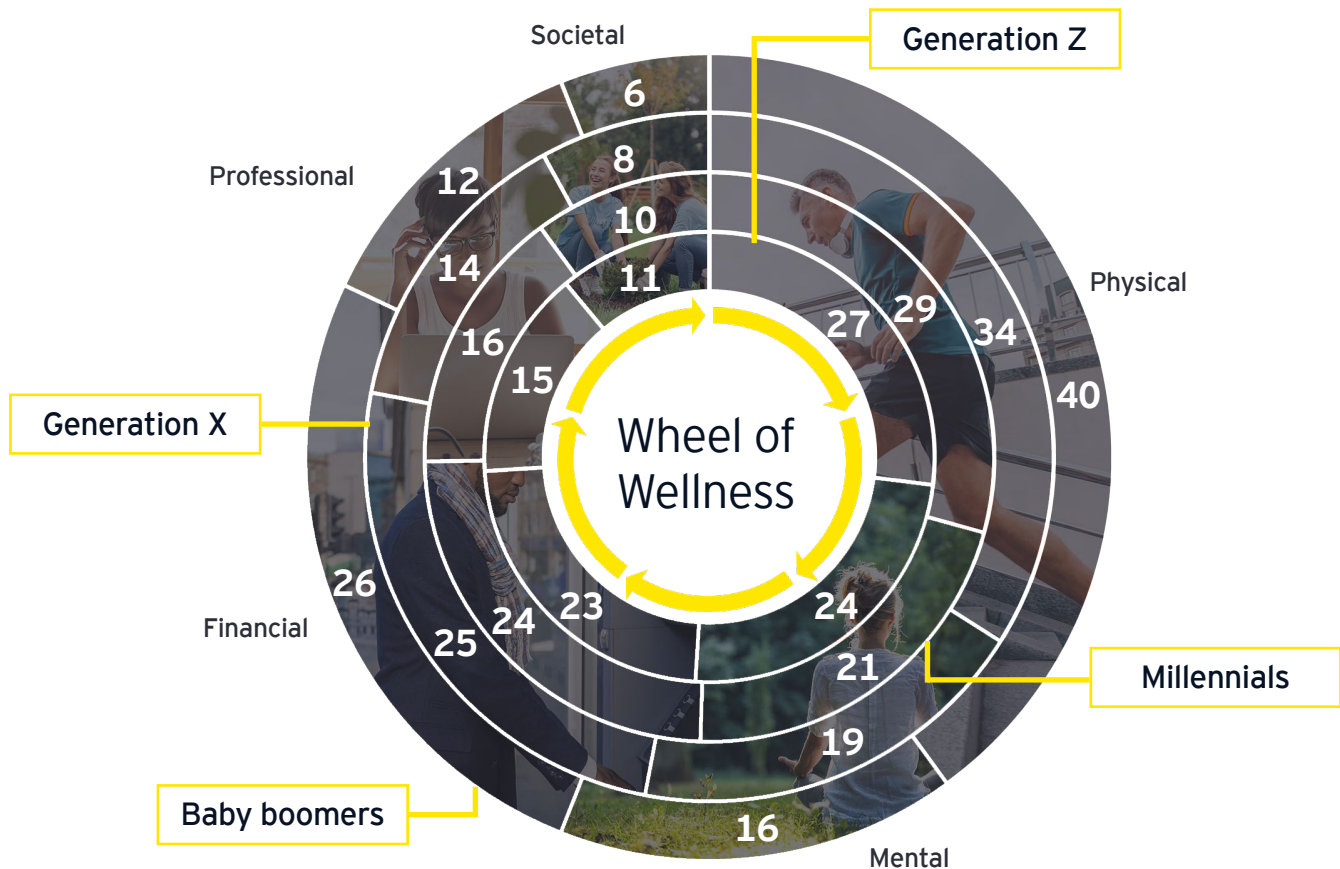 Societal
Generation Z
6
8
Professional
12
10
14
11
Physical
16
27
29
34
15
40
Generation X
Wheel of
Wellness
26
23
24
24
Financial
25
21
Millennials
19
Baby boomers
16
Mental